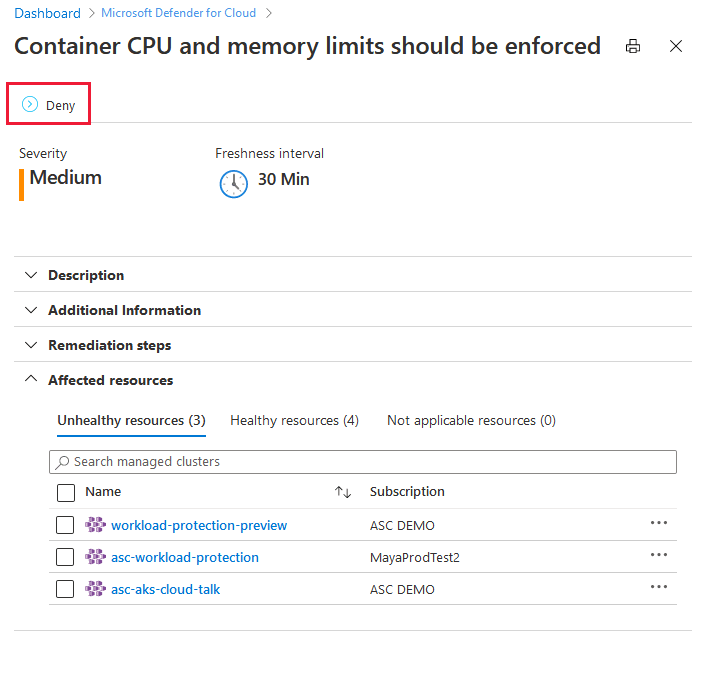 Dashboard > Microsoft Defender for Cloud >
Container CPU and memory limits should be enforced
Deny
Severity
Medium
Freshness interval
30 Min
Description
Additional Information
Remediation steps
Affected resources
Unhealthy resources (3) Healthy resources (4) Not applicable resources (0)
Search managed clusters
Name Subscription
workload-protection-preview ASC DEMO
asc-workload-protection MayaProdTest2
asc-aks-cloud-talk ASC DEMO